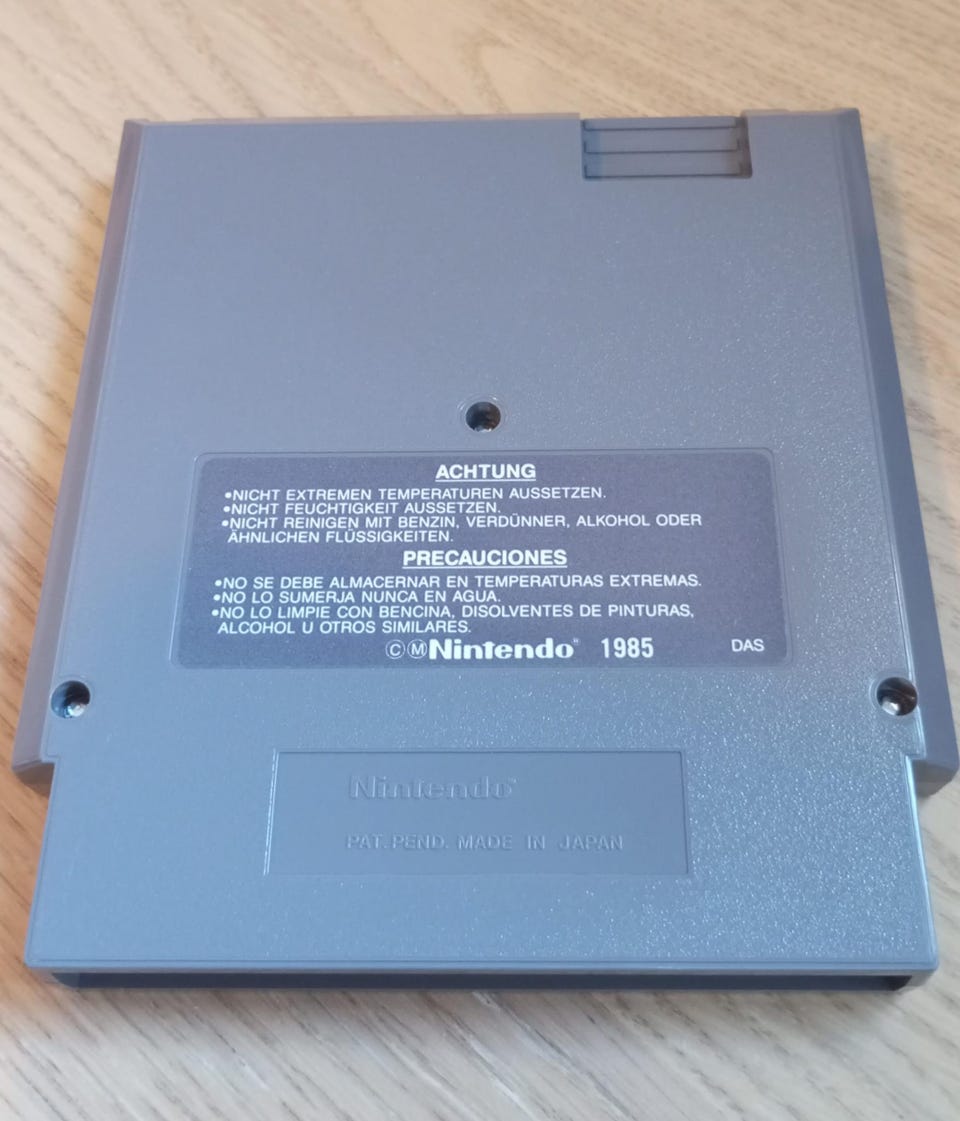 ACHTUNG
•NICHT EXTREMEN TEMPERATUREN AUSSETZEN.
•NICHT FEUCHTIGKEIT AUSSETZEN.
•NICHT REINIGEN MIT BENZIN, VERDÜNNER, ALKOHOL ODER
ÄHNLICHEN FLÜSSIGKEITEN.
PRECAUCIONES
•NO SE DEBE ALMACERNAR EN TEMPERATURAS EXTREMAS.
•NO LO SUMERJA NUNCA EN AGUA.
•NO LO LIMPIE CON BENCINA, DISOLVENTES DE PINTURAS,
ALCOHOL U OTROS SIMILARES.
©Ⓜ Nintendo® 1985 DAS
Nintendo®
PAT. PEND. MADE IN JAPAN